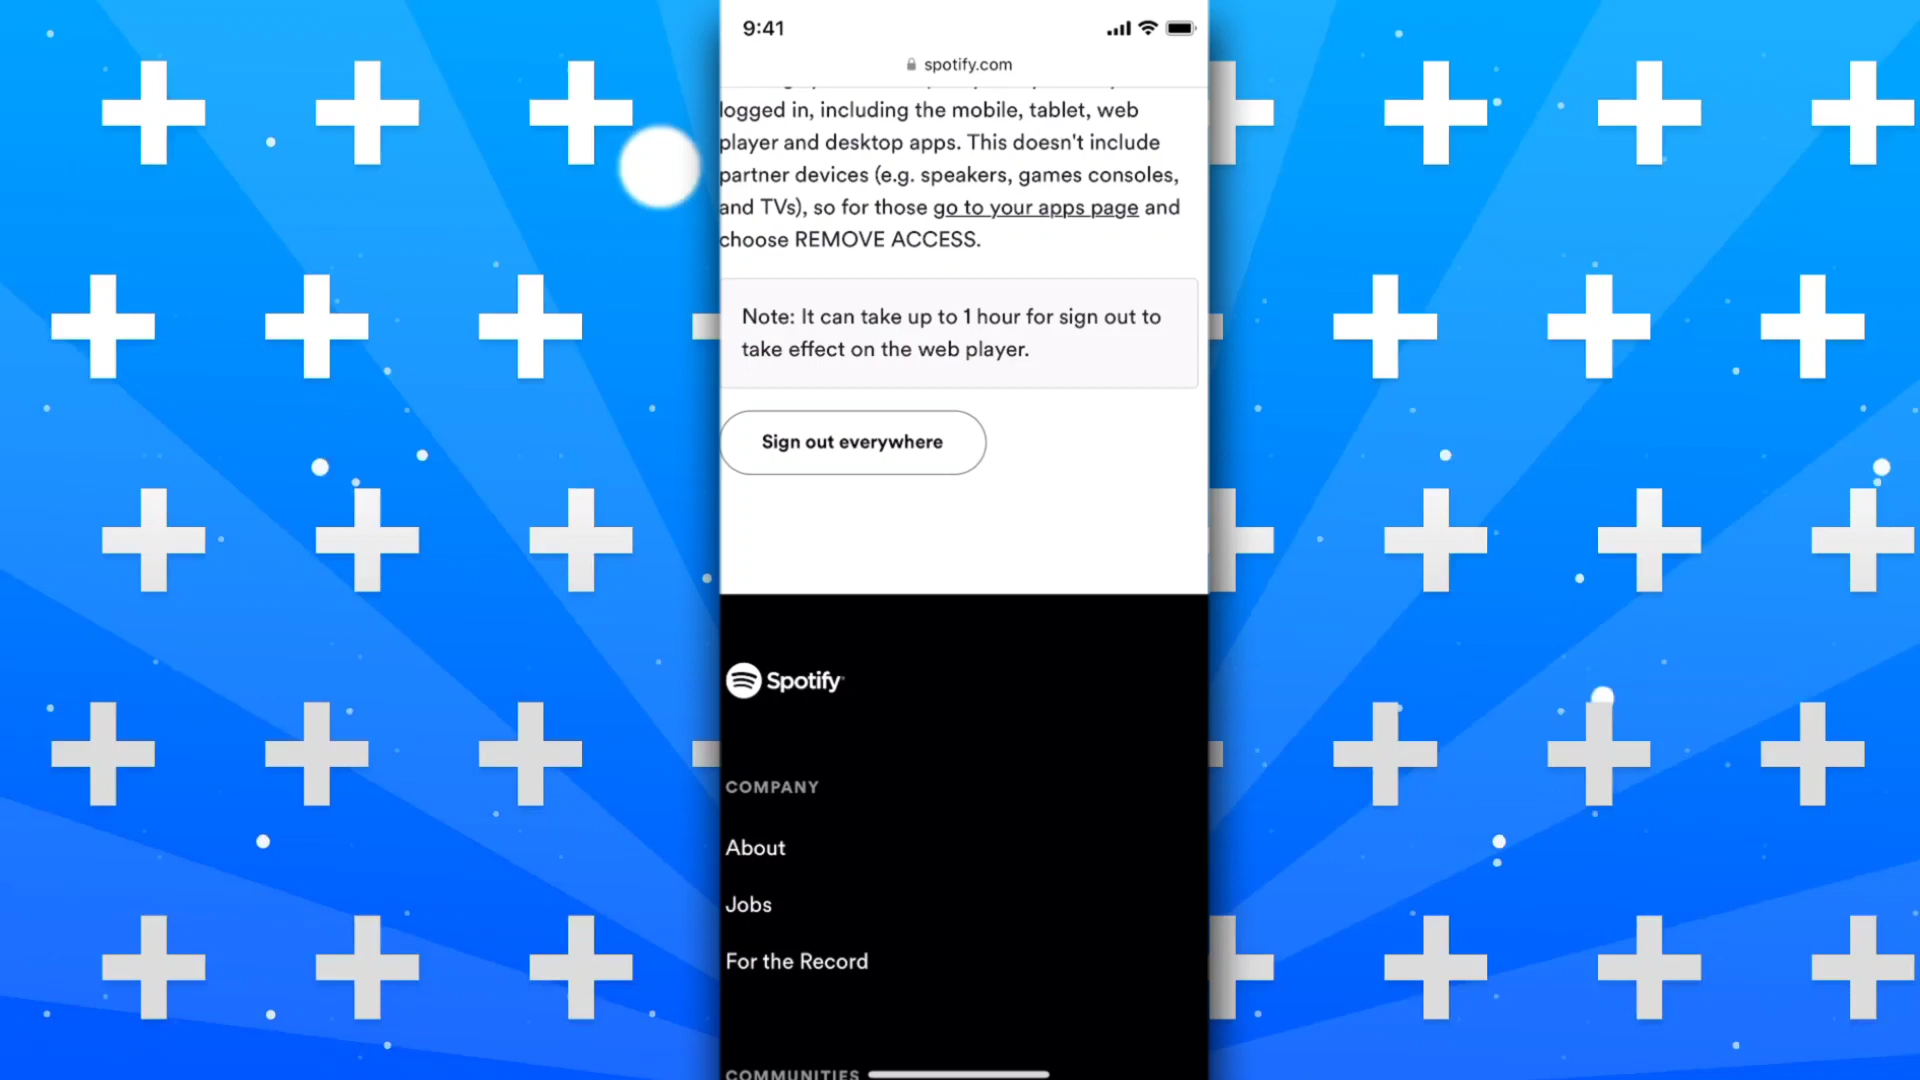 9:41
spotify.com
logged in, including the mobile, tablet, web
player and desktop apps. This doesn't include
partner devices (e.g. speakers, games consoles,
and TVs), so for those go to your apps page and
choose REMOVE ACCESS.
Note: It can take up to 1 hour for sign out to
take effect on the web player.
Sign out everywhere
Spotify
COMPANY
About
Jobs
For the Record
COMMUNITIES